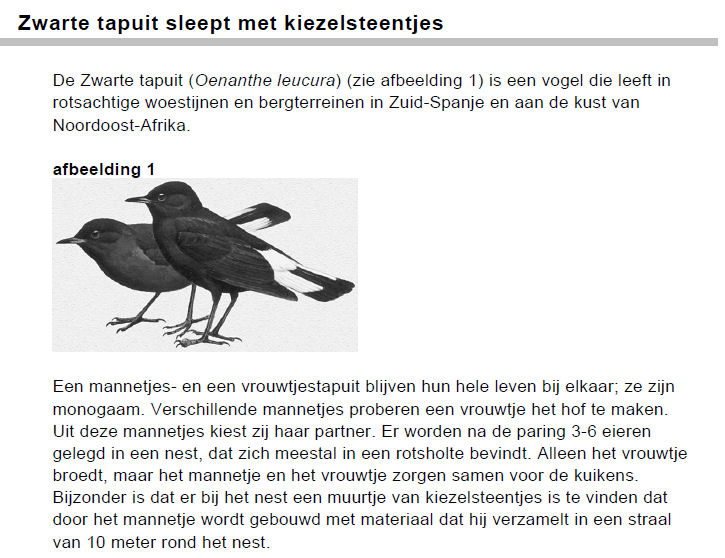 Zwarte tapuit sleept met kiezelsteentjes
De Zwarte tapuit (Oenanthe leucura) (zie afbeelding 1) is een vogel die leeft in
rotsachtige woestijnen en bergterreinen in Zuid-Spanje en aan de kust van
Noordoost-Afrika.
afbeelding 1
Een mannetjes- en een vrouwtjestapuit blijven hun hele leven bij elkaar; ze zijn
monogaam. Verschillende mannetjes proberen een vrouwtje het hof te maken.
Uit deze mannetjes kiest zij haar partner. Er worden na de paring 3-6 eieren
gelegd in een nest, dat zich meestal in een rotsholte bevindt. Alleen het vrouwtje
broedt, maar het mannetje en het vrouwtje zorgen samen voor de kuikens.
Bijzonder is dat er bij het nest een muurtje van kiezelsteentjes is te vinden dat
door het mannetje wordt gebouwd met materiaal dat hij verzamelt in een straal
van 10 meter rond het nest.